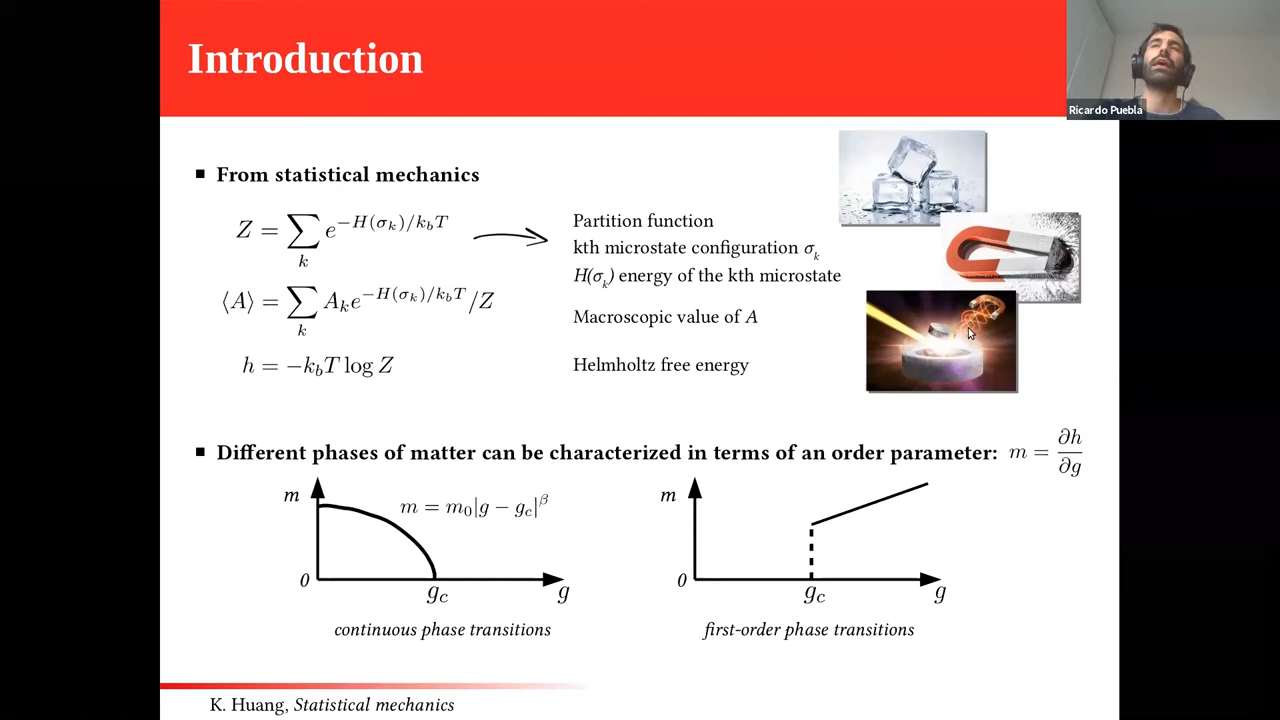 Introduction
Ricardo Puebla
▪ From statistical mechanics
Z = ∑_k e^{−H(σ_k)/k_bT}
Partition function
kth microstate configuration σ_k
H(σ_k) energy of the kth microstate
⟨A⟩ = ∑_k A_k e^{−H(σ_k)/k_bT}/Z
Macroscopic value of A
h = −k_bT log Z
Helmholtz free energy
▪ Different phases of matter can be characterized in terms of an order parameter: m = ∂h/∂g
m
m = m_0|g − g_c|^β
0
g_c
g
continuous phase transitions
m
0
g_c
g
first-order phase transitions
K. Huang, Statistical mechanics